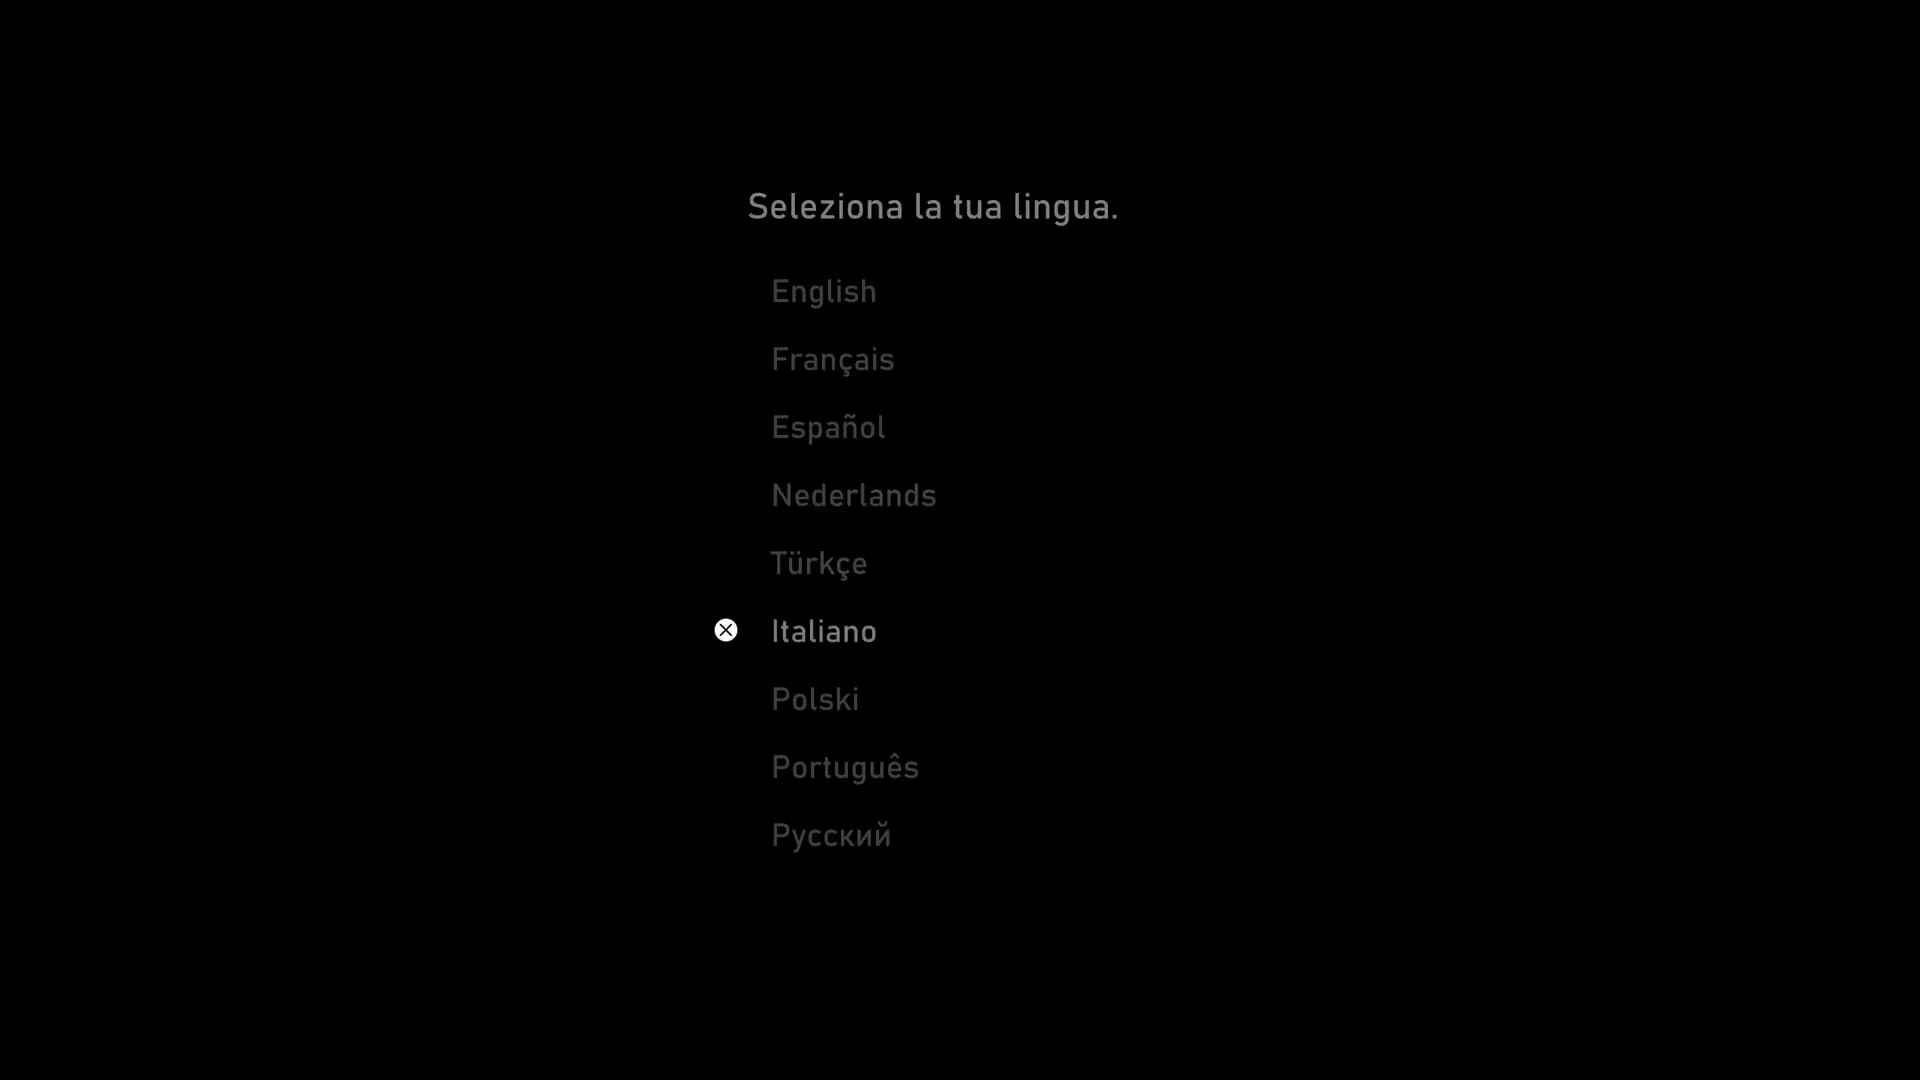 Seleziona la tua lingua.
English
Français
Español
Nederlands
Türkçe
Italiano
Polski
Português
Русский